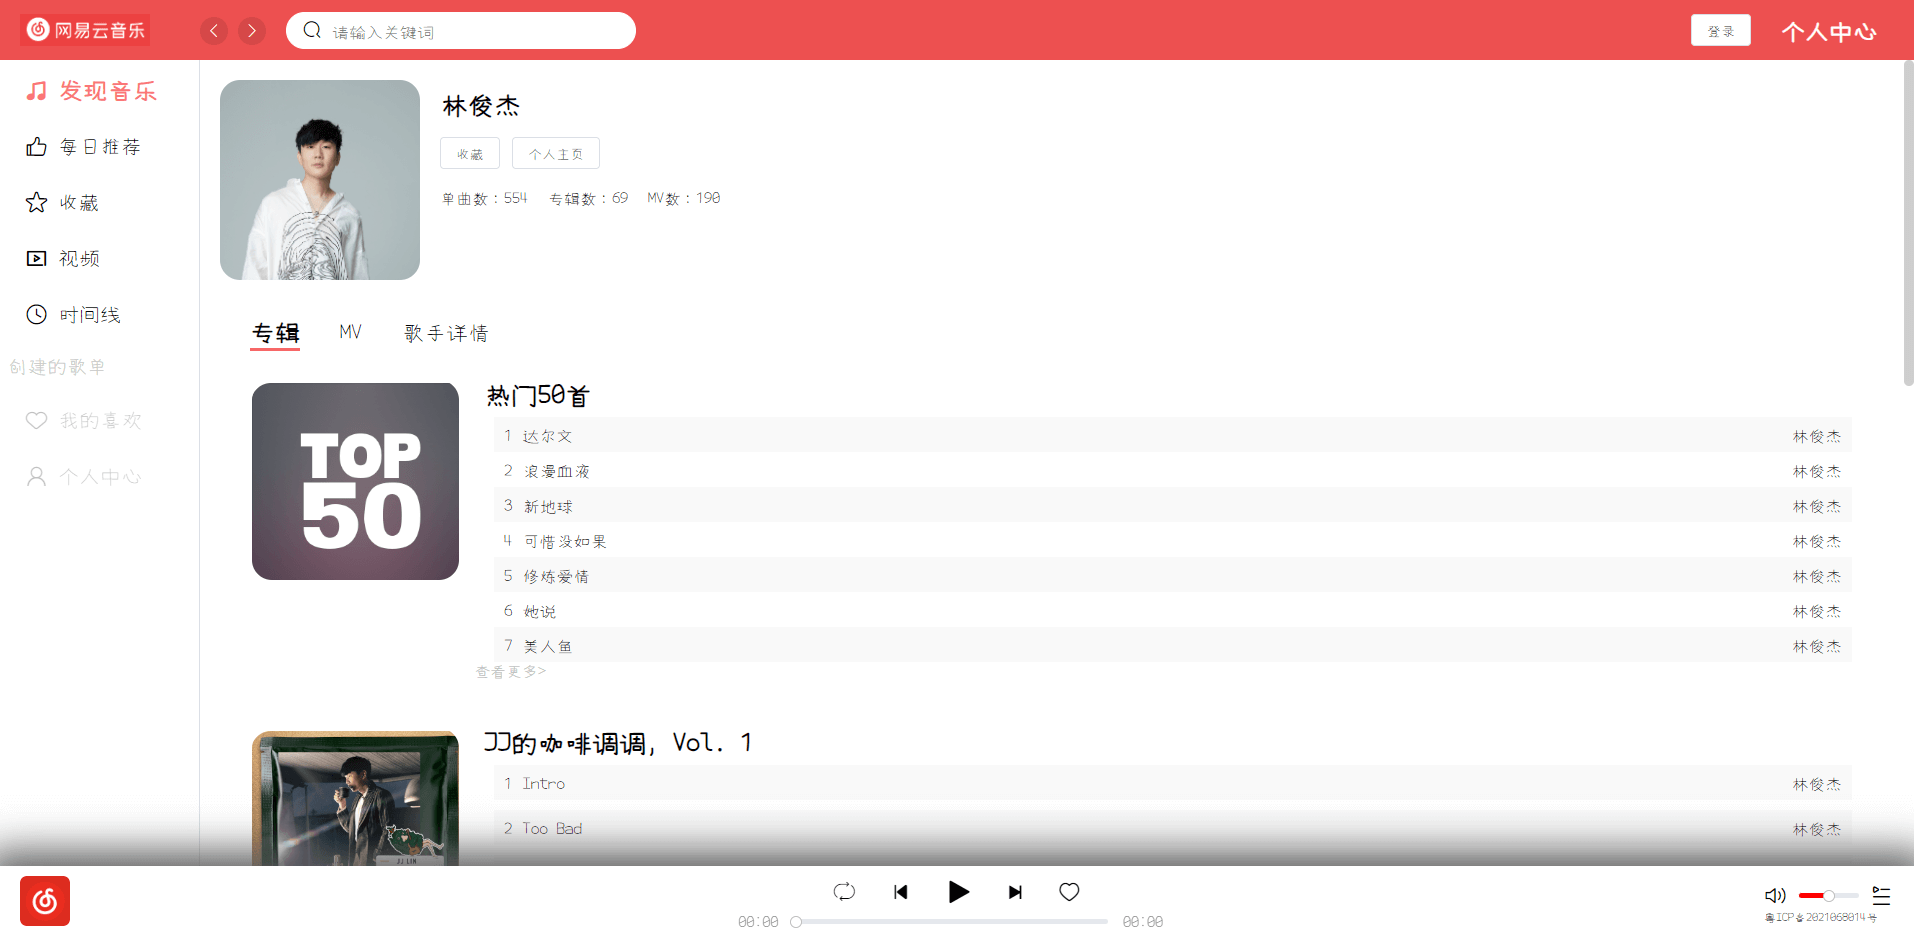 网易云音乐
请输入关键词
登录
个人中心
发现音乐
每日推荐
收藏
视频
时间线
创建的歌单
我的喜欢
个人中心
林俊杰
收藏
个人主页
单曲数：554 专辑数：69 MV数：190
专辑 MV 歌手详情
TOP
50
热门50首
1 达尔文 林俊杰
2 浪漫血液 林俊杰
3 新地球 林俊杰
4 可惜没如果 林俊杰
5 修炼爱情 林俊杰
6 她说 林俊杰
7 美人鱼 林俊杰
查看更多>
JJ的咖啡调调, Vol. 1
1 Intro 林俊杰
2 Too Bad 林俊杰
JJ LIN
00:00 00:00
粤ICP备2021068014号